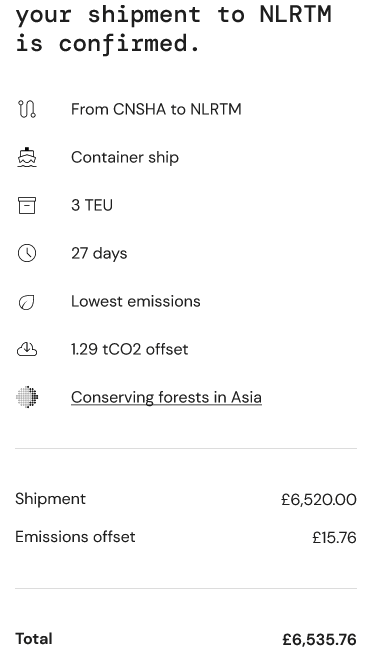 your shipment to NLRTM
is confirmed.
From CNSHA to NLRTM
Container ship
3 TEU
27 days
Lowest emissions
1.29 tCO2 offset
Conserving forests in Asia
Shipment £6,520.00
Emissions offset £15.76
Total £6,535.76